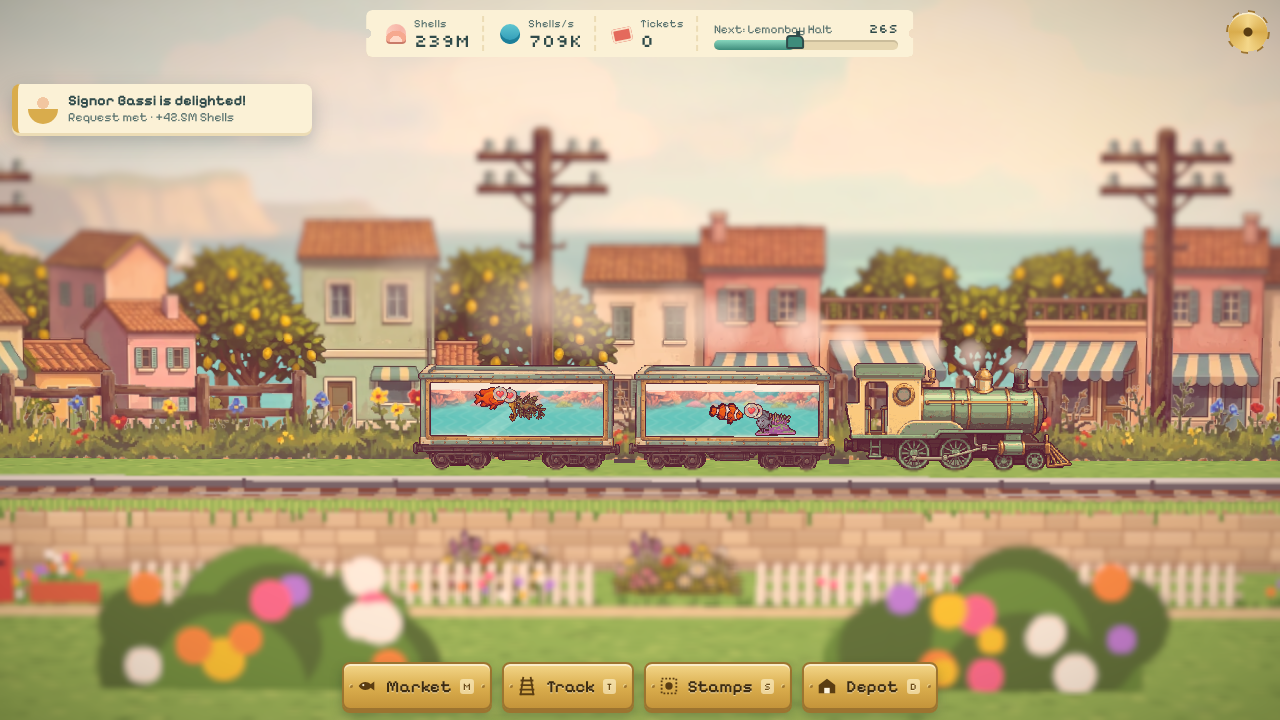 Shells
239M
Shells/s
709K
Tickets
0
Next: Lemonbay Halt 26S
Signor Bassi is delighted!
Request met · +42.9M Shells
Market M
Track T
Stamps S
Depot D